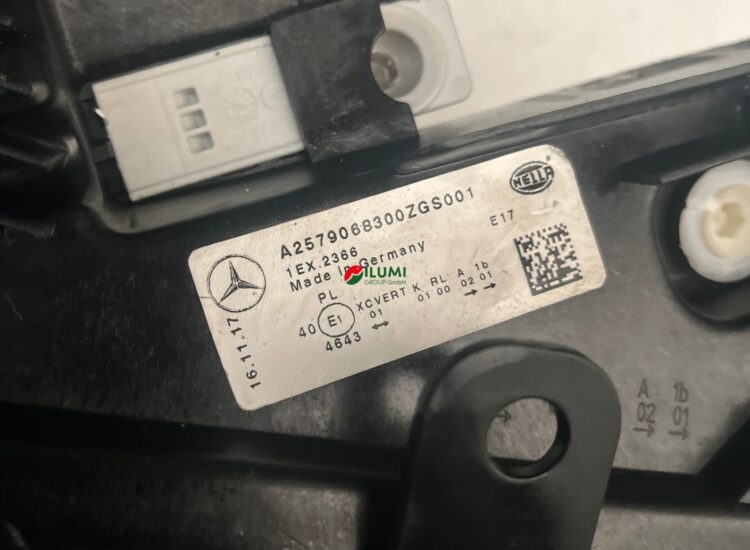 HELLA
A2579068300ZGS001
1EX.2366
E17
Made in Germany
ILUMI
GROUP GmbH
PL
XCVERT K RL A 1b
40 E1 01 01 00 02 01
4643
16.11.17
A 1b
02 01